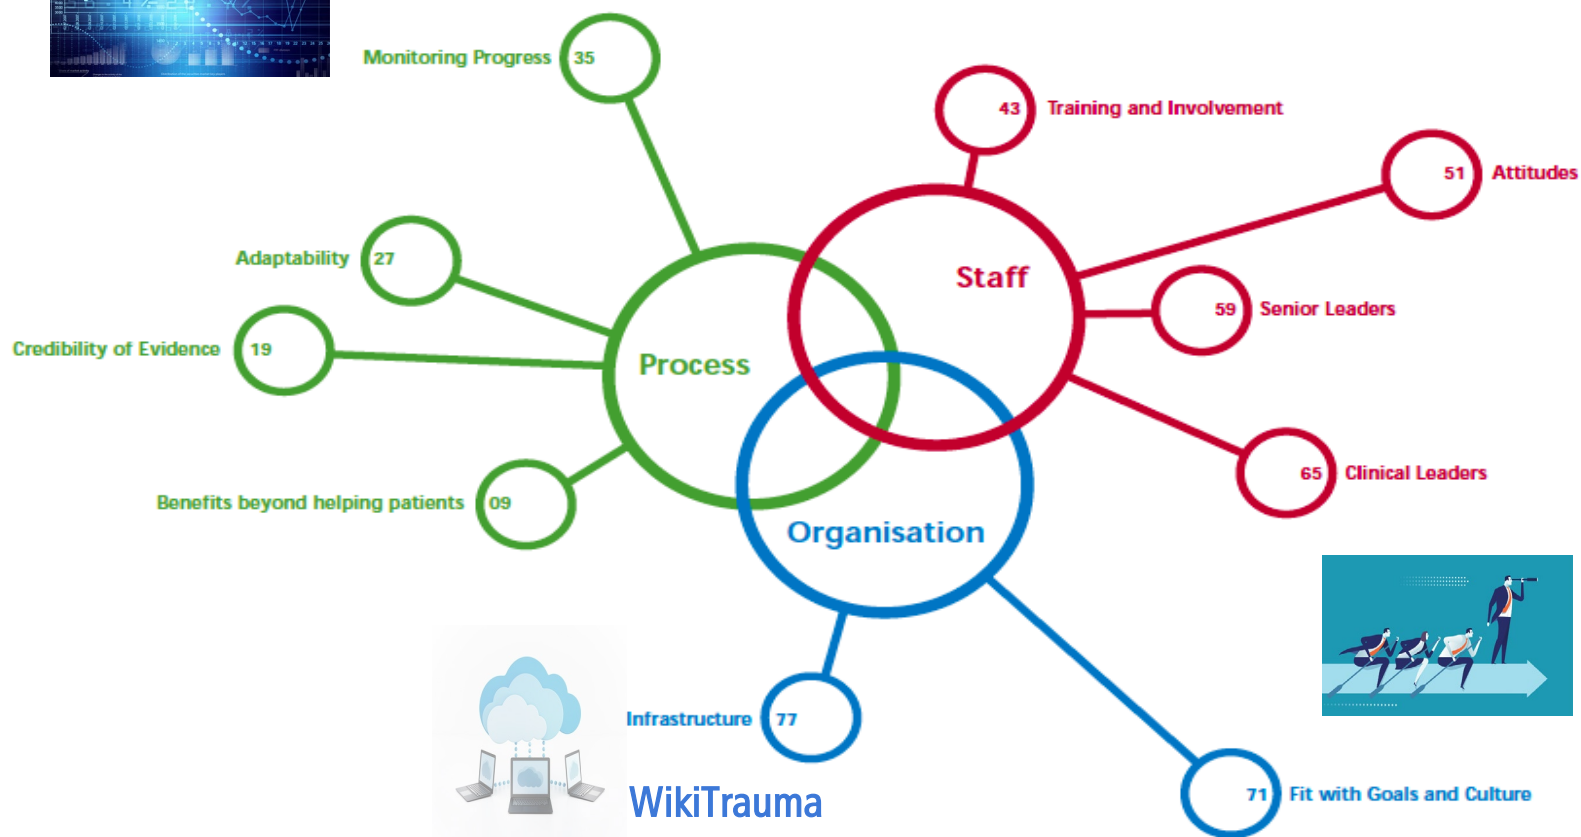 Monitoring Progress 35
43 Training and Involvement
51 Attitudes
Adaptability 27
Staff
59 Senior Leaders
Credibility of Evidence 19
Process
65 Clinical Leaders
Benefits beyond helping patients 09
Organisation
Infrastructure 77
71 Fit with Goals and Culture
WikiTrauma